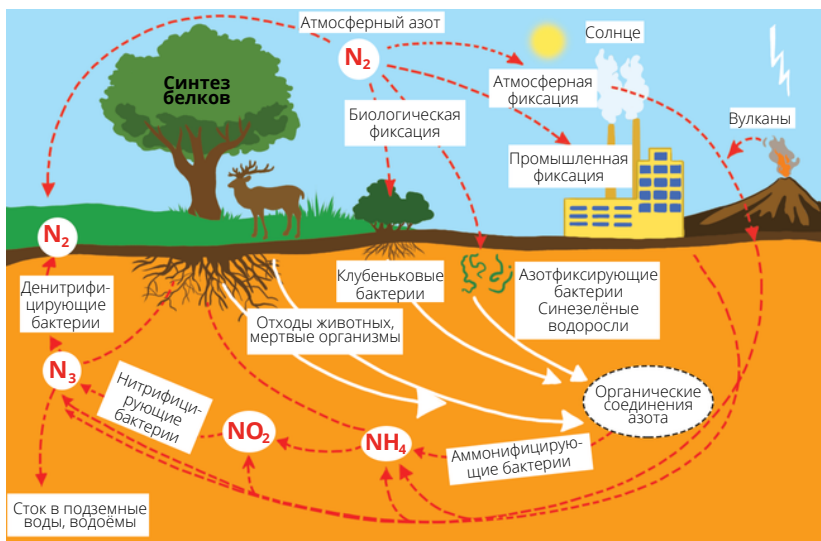 Атмосферный азот
N₂
Солнце
Синтез
белков
Атмосферная
фиксация
Биологическая
фиксация
Вулканы
Промышленная
фиксация
N₂
Клубеньковые
бактерии
Азотфиксирующие
бактерии
Синезелёные
водоросли
Денитрифи-
цирующие
бактерии
Отходы животных,
мертвые организмы
N₃
Нитрифици-
рующие
бактерии
Органические
соединения
азота
NO₂
NH₄
Аммонифицирую-
щие бактерии
Сток в подземные
воды, водоёмы